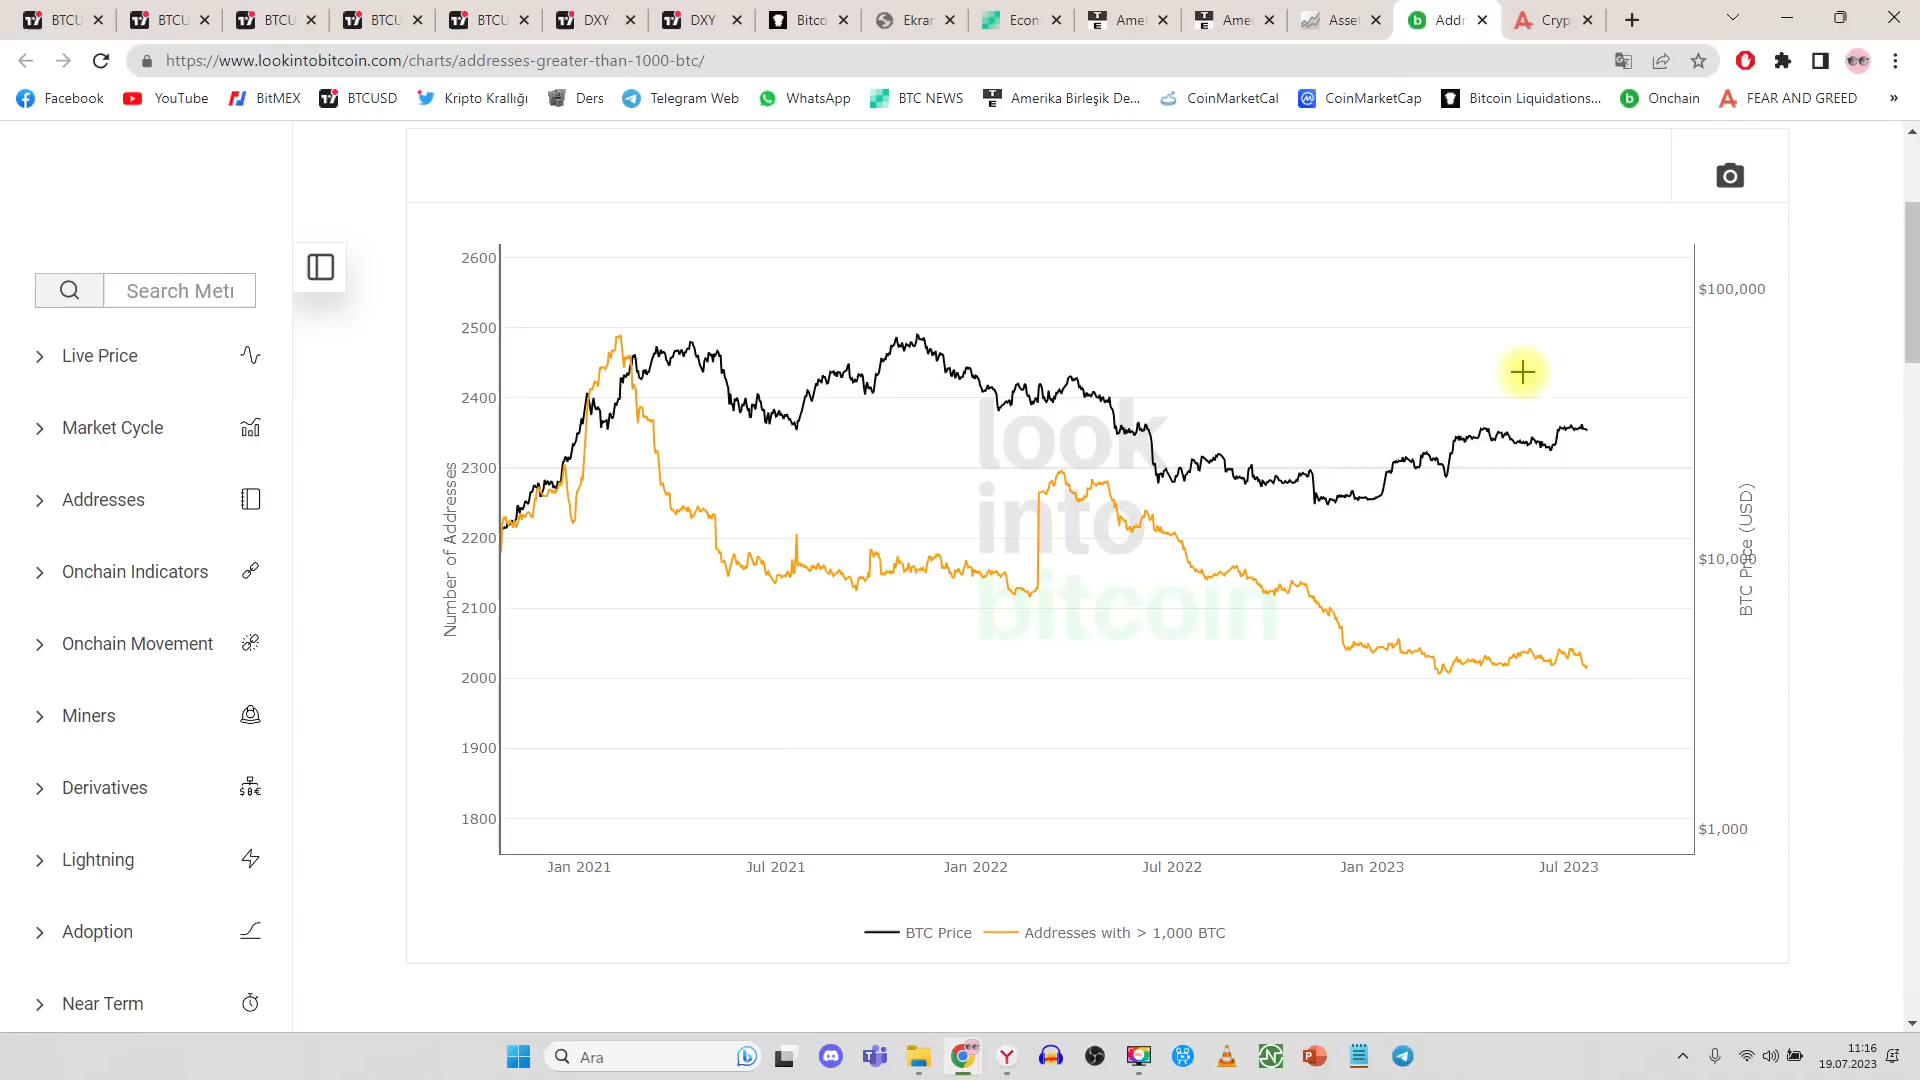 BTCU
BTCU
BTCU
BTCU
BTCU
DXY
DXY
Bitco
Ekrar
Econ
Amer
Amer
Asset
Addr
Cryp
https://www.lookintobitcoin.com/charts/addresses-greater-than-1000-btc/
Facebook
YouTube
BitMEX
BTCUSD
Kripto Krallığı
Ders
Telegram Web
WhatsApp
BTC NEWS
Amerika Birleşik De...
CoinMarketCal
CoinMarketCap
Bitcoin Liquidations...
Onchain
FEAR AND GREED
»
Search Metr
Live Price
Market Cycle
Addresses
Onchain Indicators
Onchain Movement
Miners
Derivatives
Lightning
Adoption
Near Term
2600
2500
2400
2300
2200
2100
2000
1900
1800
Number of Addresses
look
into
bitcoin
$100,000
$10,000
$1,000
BTC Price (USD)
Jan 2021
Jul 2021
Jan 2022
Jul 2022
Jan 2023
Jul 2023
BTC Price
Addresses with > 1,000 BTC
Ara
11:16
19.07.2023